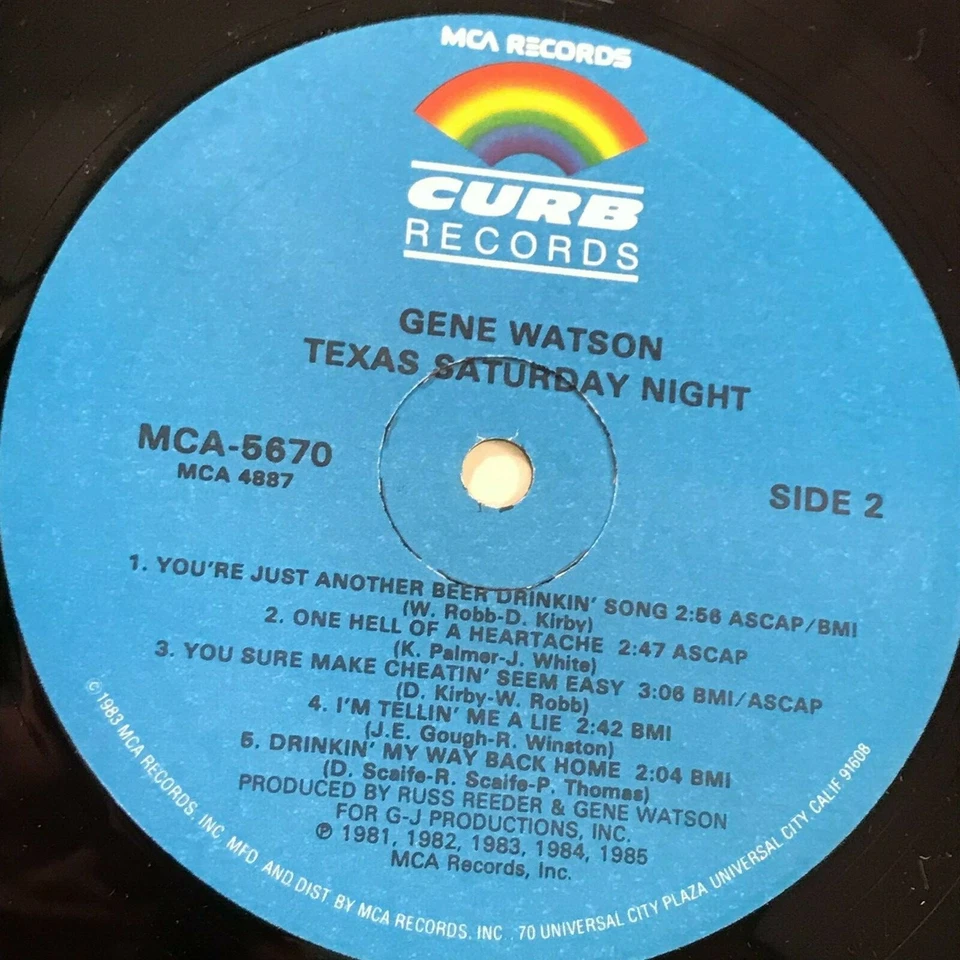 MCA RECORDS
CURB
RECORDS
GENE WATSON
TEXAS SATURDAY NIGHT
MCA-5670
MCA 4887
SIDE 2
1. YOU'RE JUST ANOTHER BEER DRINKIN' SONG 2:56 ASCAP/BMI
(W. Robb-D. Kirby)
2. ONE HELL OF A HEARTACHE 2:47 ASCAP
(K. Palmer-J. White)
3. YOU SURE MAKE CHEATIN' SEEM EASY 3:06 BMI/ASCAP
(D. Kirby-W. Robb)
4. I'M TELLIN' ME A LIE 2:42 BMI
(J.E. Gough-R. Winston)
5. DRINKIN' MY WAY BACK HOME 2:04 BMI
(D. Scaife-R. Scaife-P. Thomas)
PRODUCED BY RUSS REEDER & GENE WATSON
FOR G-J PRODUCTIONS, INC.
℗ 1981, 1982, 1983, 1984, 1985
MCA Records, Inc.
© 1983 MCA RECORDS, INC. MFD. AND DIST BY MCA RECORDS, INC., 70 UNIVERSAL CITY PLAZA UNIVERSAL CITY, CALIF. 91608